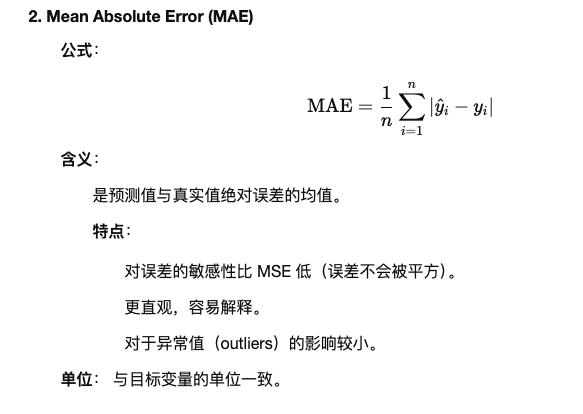 2. Mean Absolute Error (MAE)
公式：
MAE = \frac{1}{n} \sum_{i=1}^{n} |\hat{y}_i - y_i|
含义：
是预测值与真实值绝对误差的均值。
特点：
对误差的敏感性比 MSE 低（误差不会被平方）。
更直观，容易解释。
对于异常值（outliers）的影响较小。
单位： 与目标变量的单位一致。